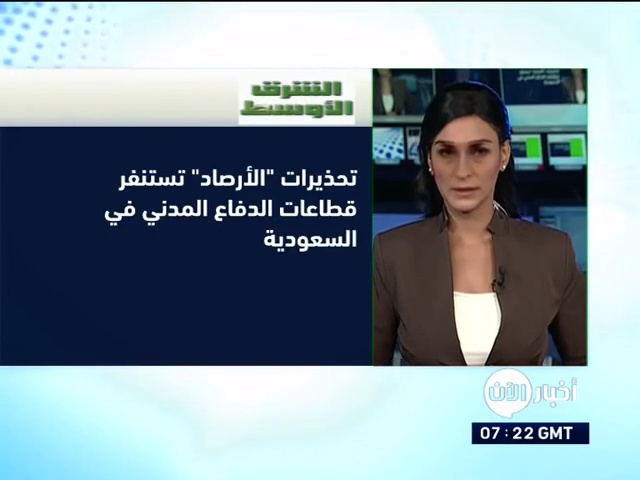 الشرق
الأوسط
تحذيرات "الأرصاد" تستنفر
قطاعات الدفاع المدني في
السعودية
أخبار الآن
07:22 GMT